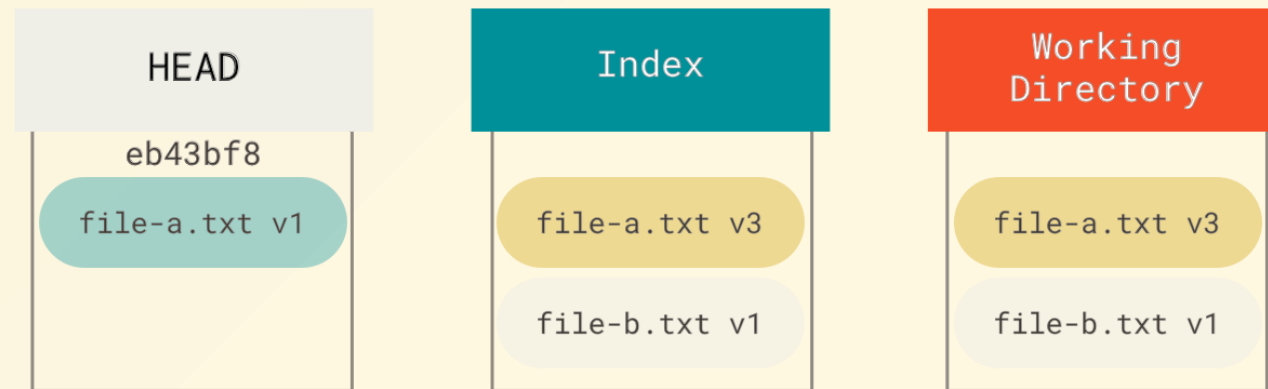 HEAD
Index
Working
Directory
eb43bf8
file-a.txt v1
file-a.txt v3
file-a.txt v3
file-b.txt v1
file-b.txt v1